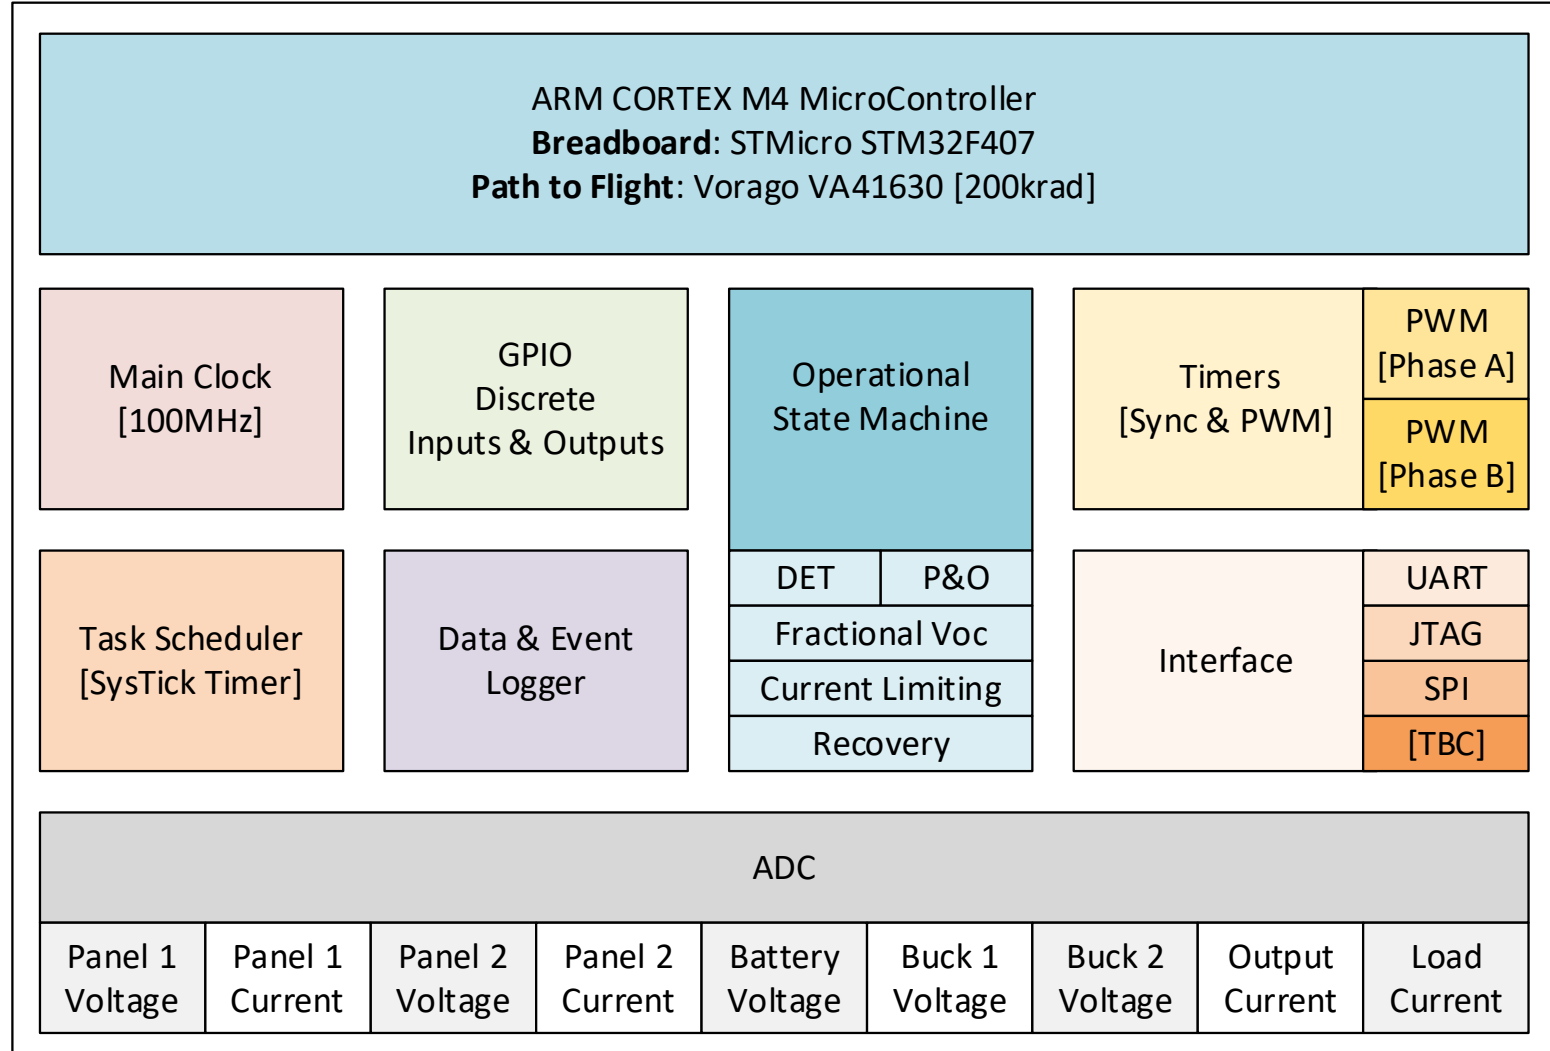 ARM CORTEX M4 MicroController
Breadboard: STMicro STM32F407
Path to Flight: Vorago VA41630 [200krad]
Main Clock
[100MHz]
GPIO
Discrete
Inputs & Outputs
Operational
State Machine
Timers
[Sync & PWM]
PWM
[Phase A]
PWM
[Phase B]
Task Scheduler
[SysTick Timer]
Data & Event
Logger
DET
P&O
Fractional Voc
Current Limiting
Recovery
Interface
UART
JTAG
SPI
[TBC]
ADC
Panel 1
Voltage
Panel 1
Current
Panel 2
Voltage
Panel 2
Current
Battery
Voltage
Buck 1
Voltage
Buck 2
Voltage
Output
Current
Load
Current